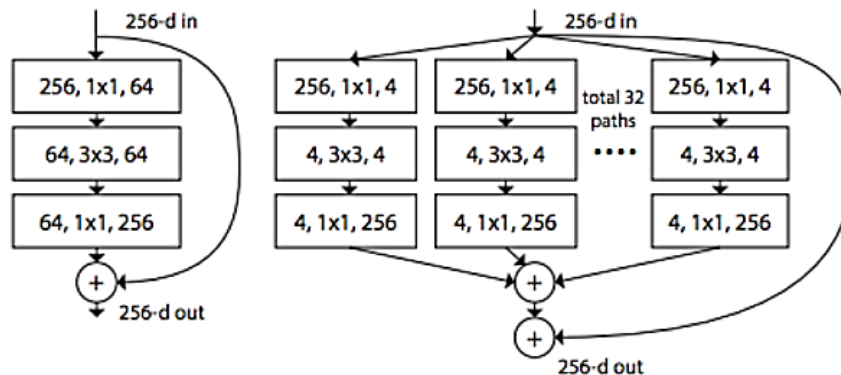 256-d in
256, 1x1, 64
64, 3x3, 64
64, 1x1, 256
+
256-d out
256-d in
256, 1x1, 4
256, 1x1, 4
total 32
paths
....
256, 1x1, 4
4, 3x3, 4
4, 3x3, 4
4, 3x3, 4
4, 1x1, 256
4, 1x1, 256
4, 1x1, 256
+
+
256-d out